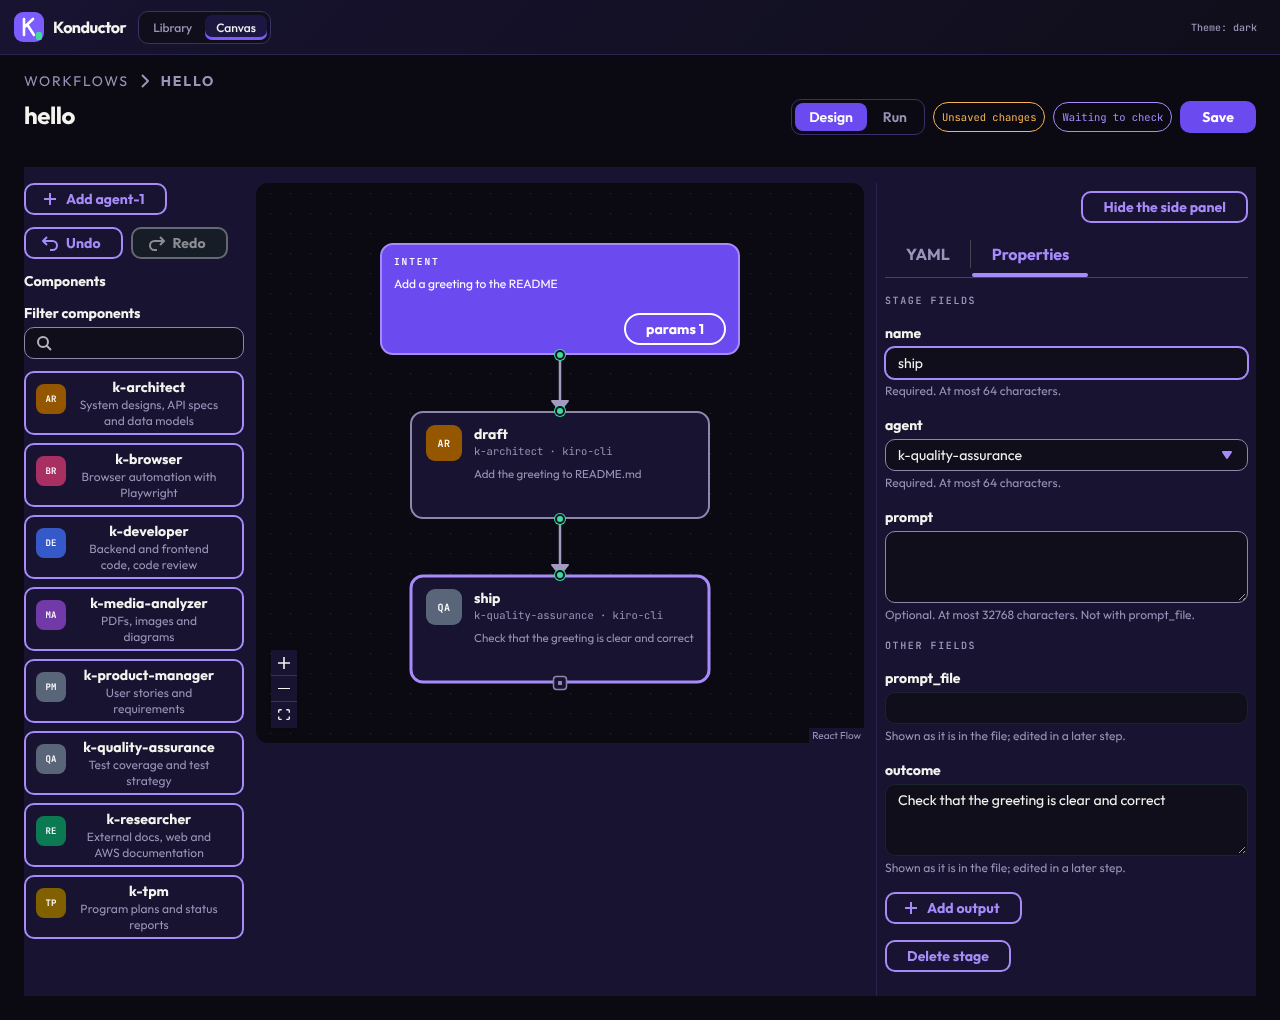 K Konductor
Library
Canvas
Theme: dark
WORKFLOWS > HELLO
hello
Design
Run
Unsaved changes
Waiting to check
Save
Add agent-1
Undo
Redo
Components
Filter components
AR
k-architect
System designs, API specs
and data models
BR
k-browser
Browser automation with
Playwright
DE
k-developer
Backend and frontend
code, code review
MA
k-media-analyzer
PDFs, images and
diagrams
PM
k-product-manager
User stories and
requirements
QA
k-quality-assurance
Test coverage and test
strategy
RE
k-researcher
External docs, web and
AWS documentation
TP
k-tpm
Program plans and status
reports
INTENT
Add a greeting to the README
params 1
AR
draft
k-architect · kiro-cli
Add the greeting to README.md
QA
ship
k-quality-assurance · kiro-cli
Check that the greeting is clear and correct
React Flow
Hide the side panel
YAML
Properties
STAGE FIELDS
name
ship
Required. At most 64 characters.
agent
k-quality-assurance
Required. At most 64 characters.
prompt
Optional. At most 32768 characters. Not with prompt_file.
OTHER FIELDS
prompt_file
Shown as it is in the file; edited in a later step.
outcome
Check that the greeting is clear and correct
Shown as it is in the file; edited in a later step.
Add output
Delete stage